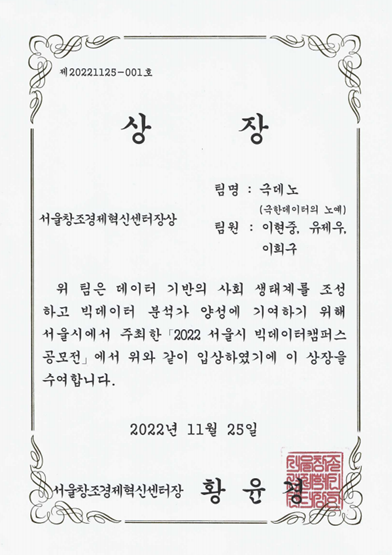 제20221125-001호
상 장
팀명 : 극데노
(극한데이터의 노예)
서울창조경제혁신센터장상
팀원 : 이현중, 유제우,
이희구
위 팀은 데이터 기반의 사회 생태계를 조성
하고 빅데이터 분석가 양성에 기여하기 위해
서울시에서 주최한 「2022 서울시 빅데이터캠퍼스
공모전」에서 위와 같이 입상하였기에 이 상장을
수여합니다.
2022년 11월 25일
서울창조경제혁신센터장 황 윤 경